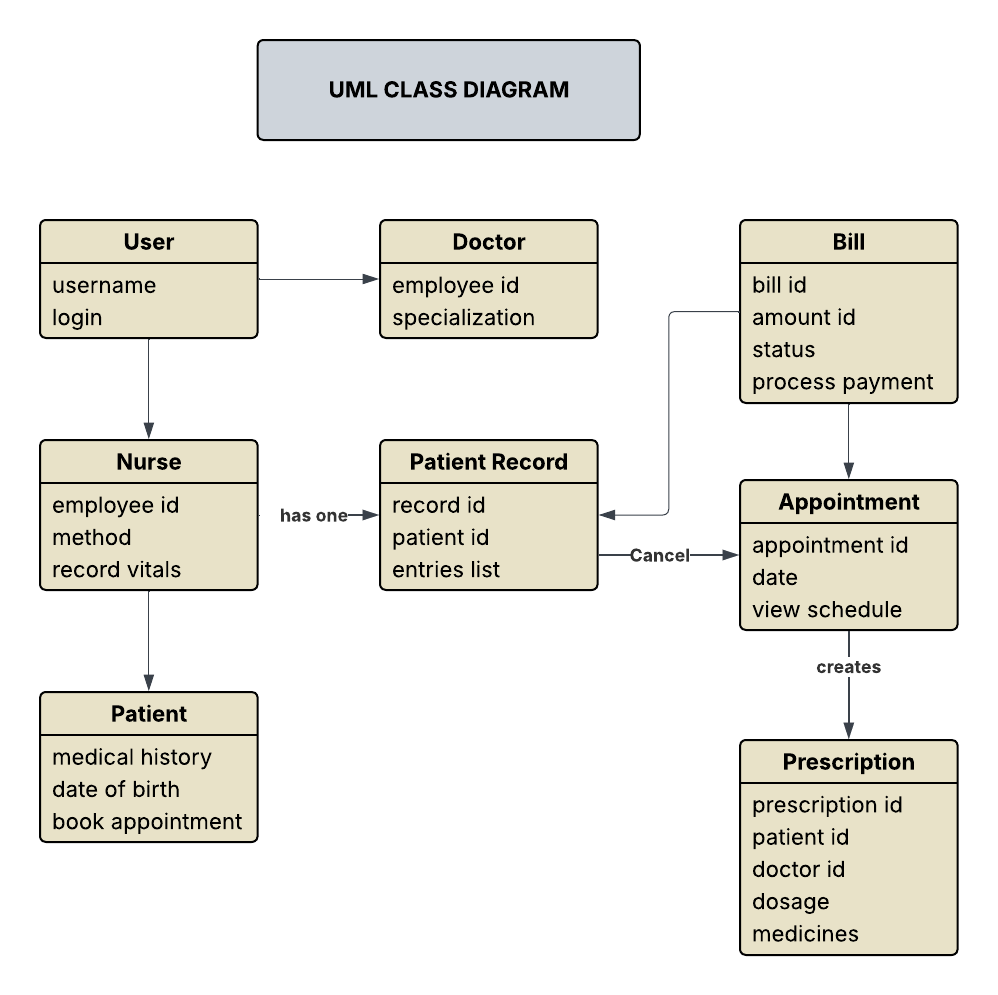 UML CLASS DIAGRAM
User
username
login
Doctor
employee id
specialization
Bill
bill id
amount id
status
process payment
Nurse
employee id
method
record vitals
has one
Patient Record
record id
patient id
entries list
Cancel
Appointment
appointment id
date
view schedule
creates
Patient
medical history
date of birth
book appointment
Prescription
prescription id
patient id
doctor id
dosage
medicines